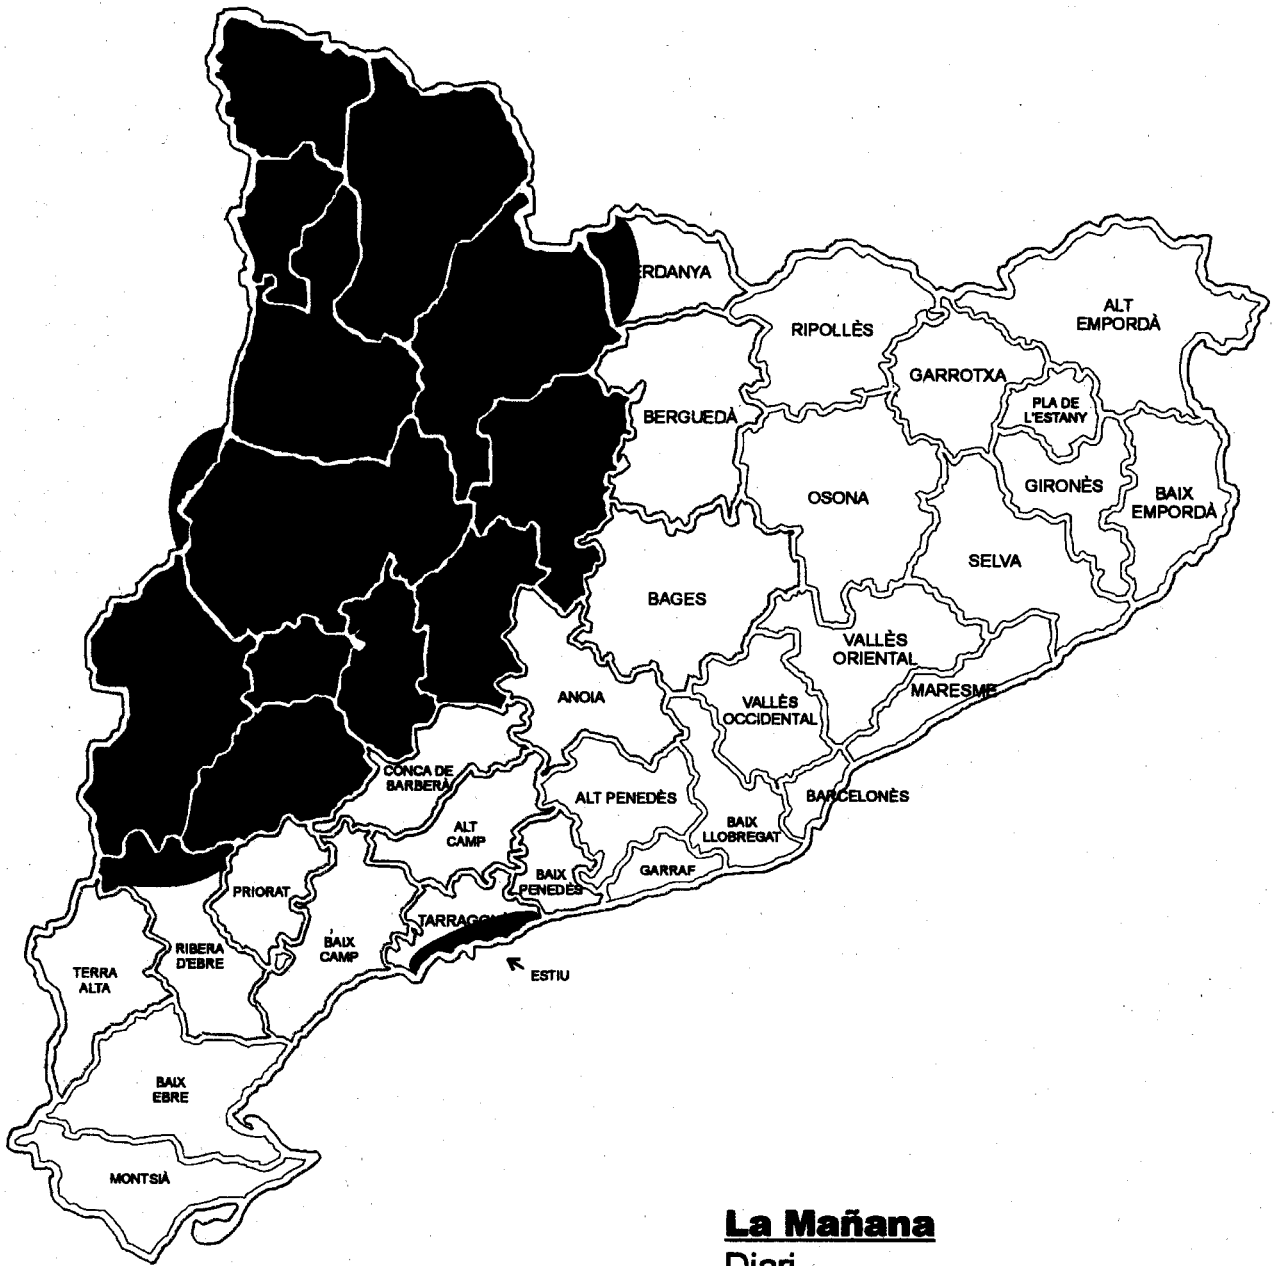 ERDANYA
RIPOLLÈS
ALT
EMPORDÀ
GARROTXA
PLA DE
L'ESTANY
BERGUEDÀ
GIRONÈS
BAIX
EMPORDÀ
OSONA
SELVA
BAGES
VALLÈS
ORIENTAL
MARESME
ANOIA
VALLÈS
OCCIDENTAL
CONCA DE
BARBERÀ
ALT PENEDÈS
BARCELONÈS
ALT
CAMP
BAIX
LLOBREGAT
BAIX
PENEDÈS
GARRAF
PRIORAT
TARRAGON
BAIX
CAMP
RIBERA
D'EBRE
TERRA
ALTA
ESTIU
BAIX
EBRE
MONTSIÀ
La Mañana
Diari